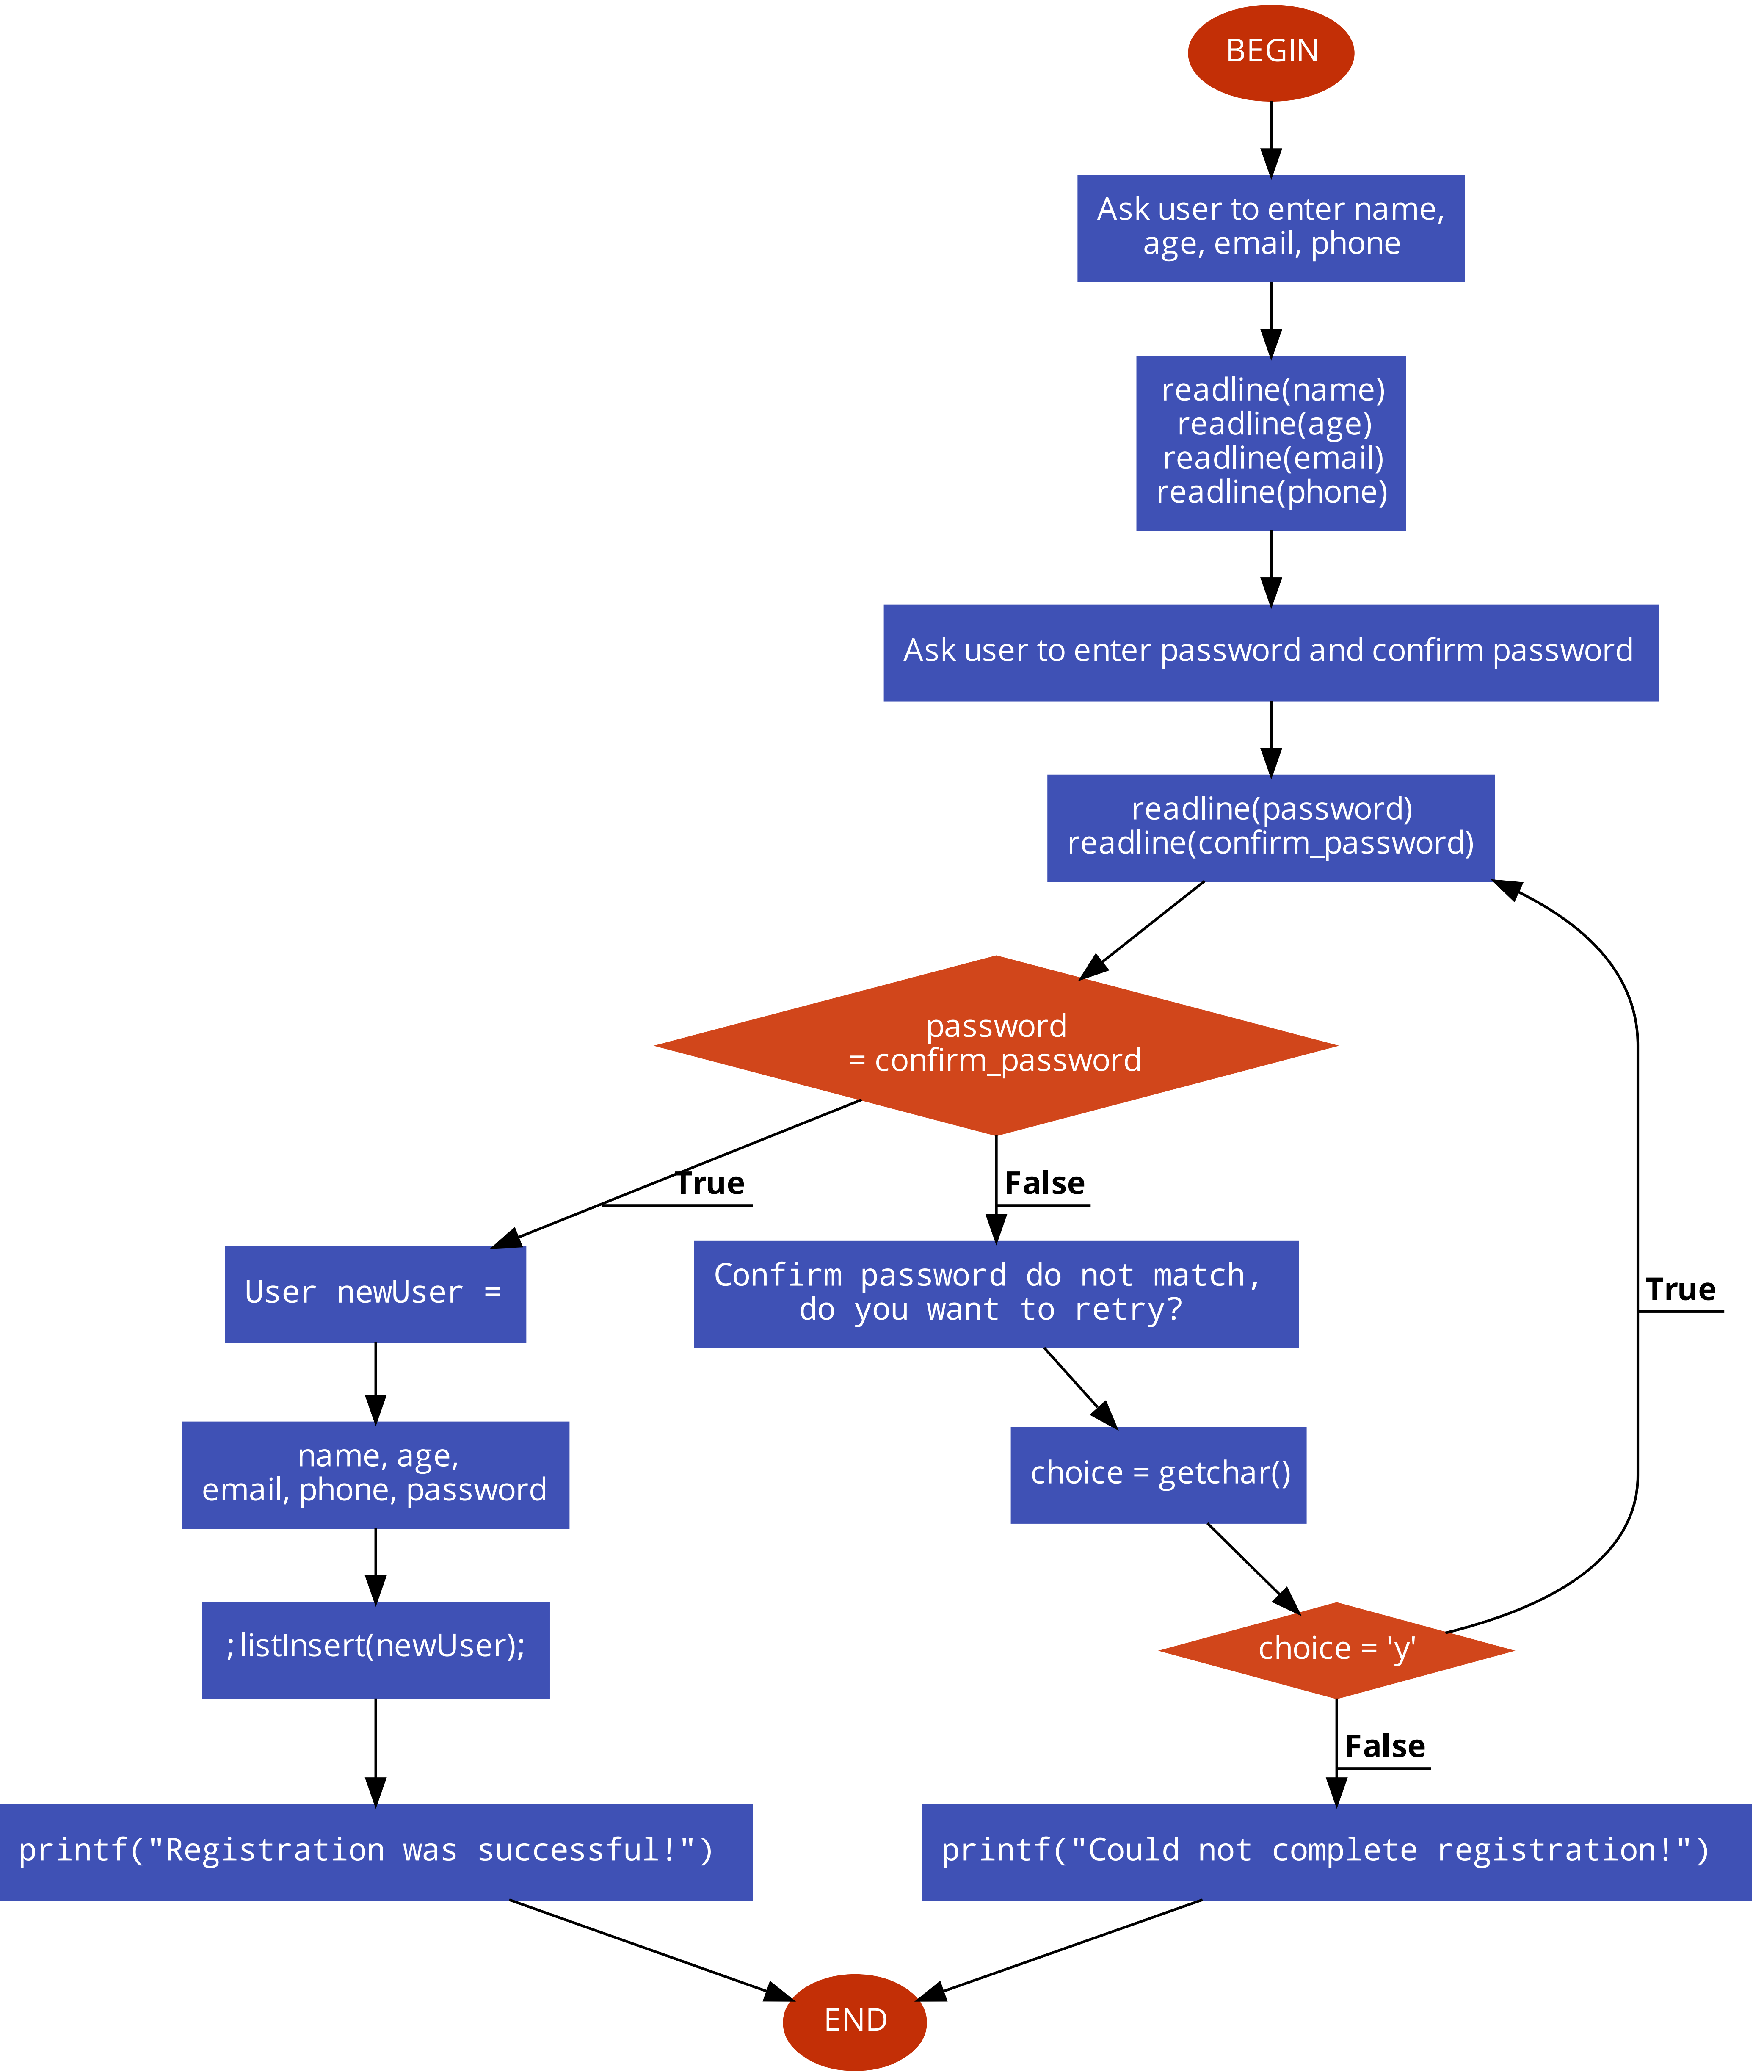 BEGIN
Ask user to enter name,
age, email, phone
readline(name)
readline(age)
readline(email)
readline(phone)
Ask user to enter password and confirm password
readline(password)
readline(confirm_password)
password
= confirm_password
True
False
User newUser =
Confirm password do not match,
do you want to retry?
True
name, age,
email, phone, password
choice = getchar()
; listInsert(newUser);
choice = 'y'
False
printf("Registration was successful!")
printf("Could not complete registration!")
END